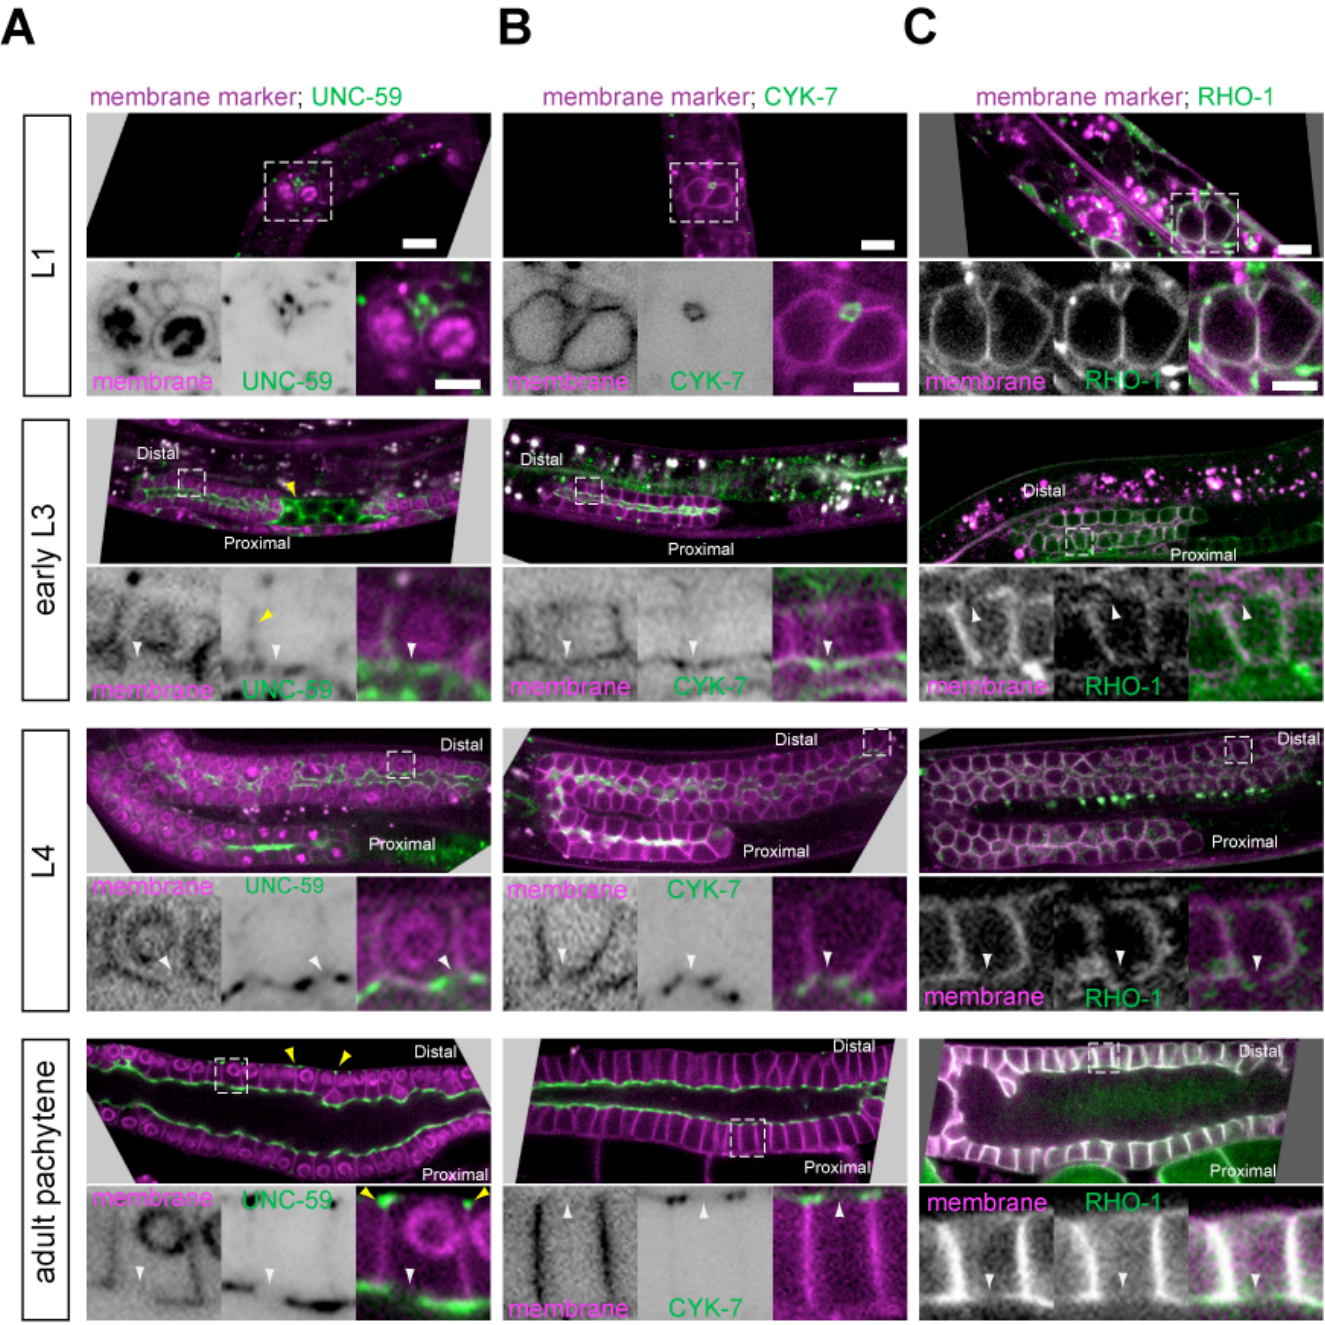 A
B
C
membrane marker; UNC-59
membrane marker; CYK-7
membrane marker; RHO-1
L1
membrane
UNC-59
membrane
CYK-7
membrane
RHO-1
early L3
Distal
Proximal
Distal
Proximal
Distal
Proximal
membrane
UNC-59
membrane
CYK-7
membrane
RHO-1
L4
Distal
Proximal
Distal
Proximal
Distal
Proximal
membrane
UNC-59
membrane
CYK-7
membrane
RHO-1
adult pachytene
Distal
Proximal
Distal
Proximal
Distal
Proximal
membrane
UNC-59
membrane
CYK-7
membrane
RHO-1